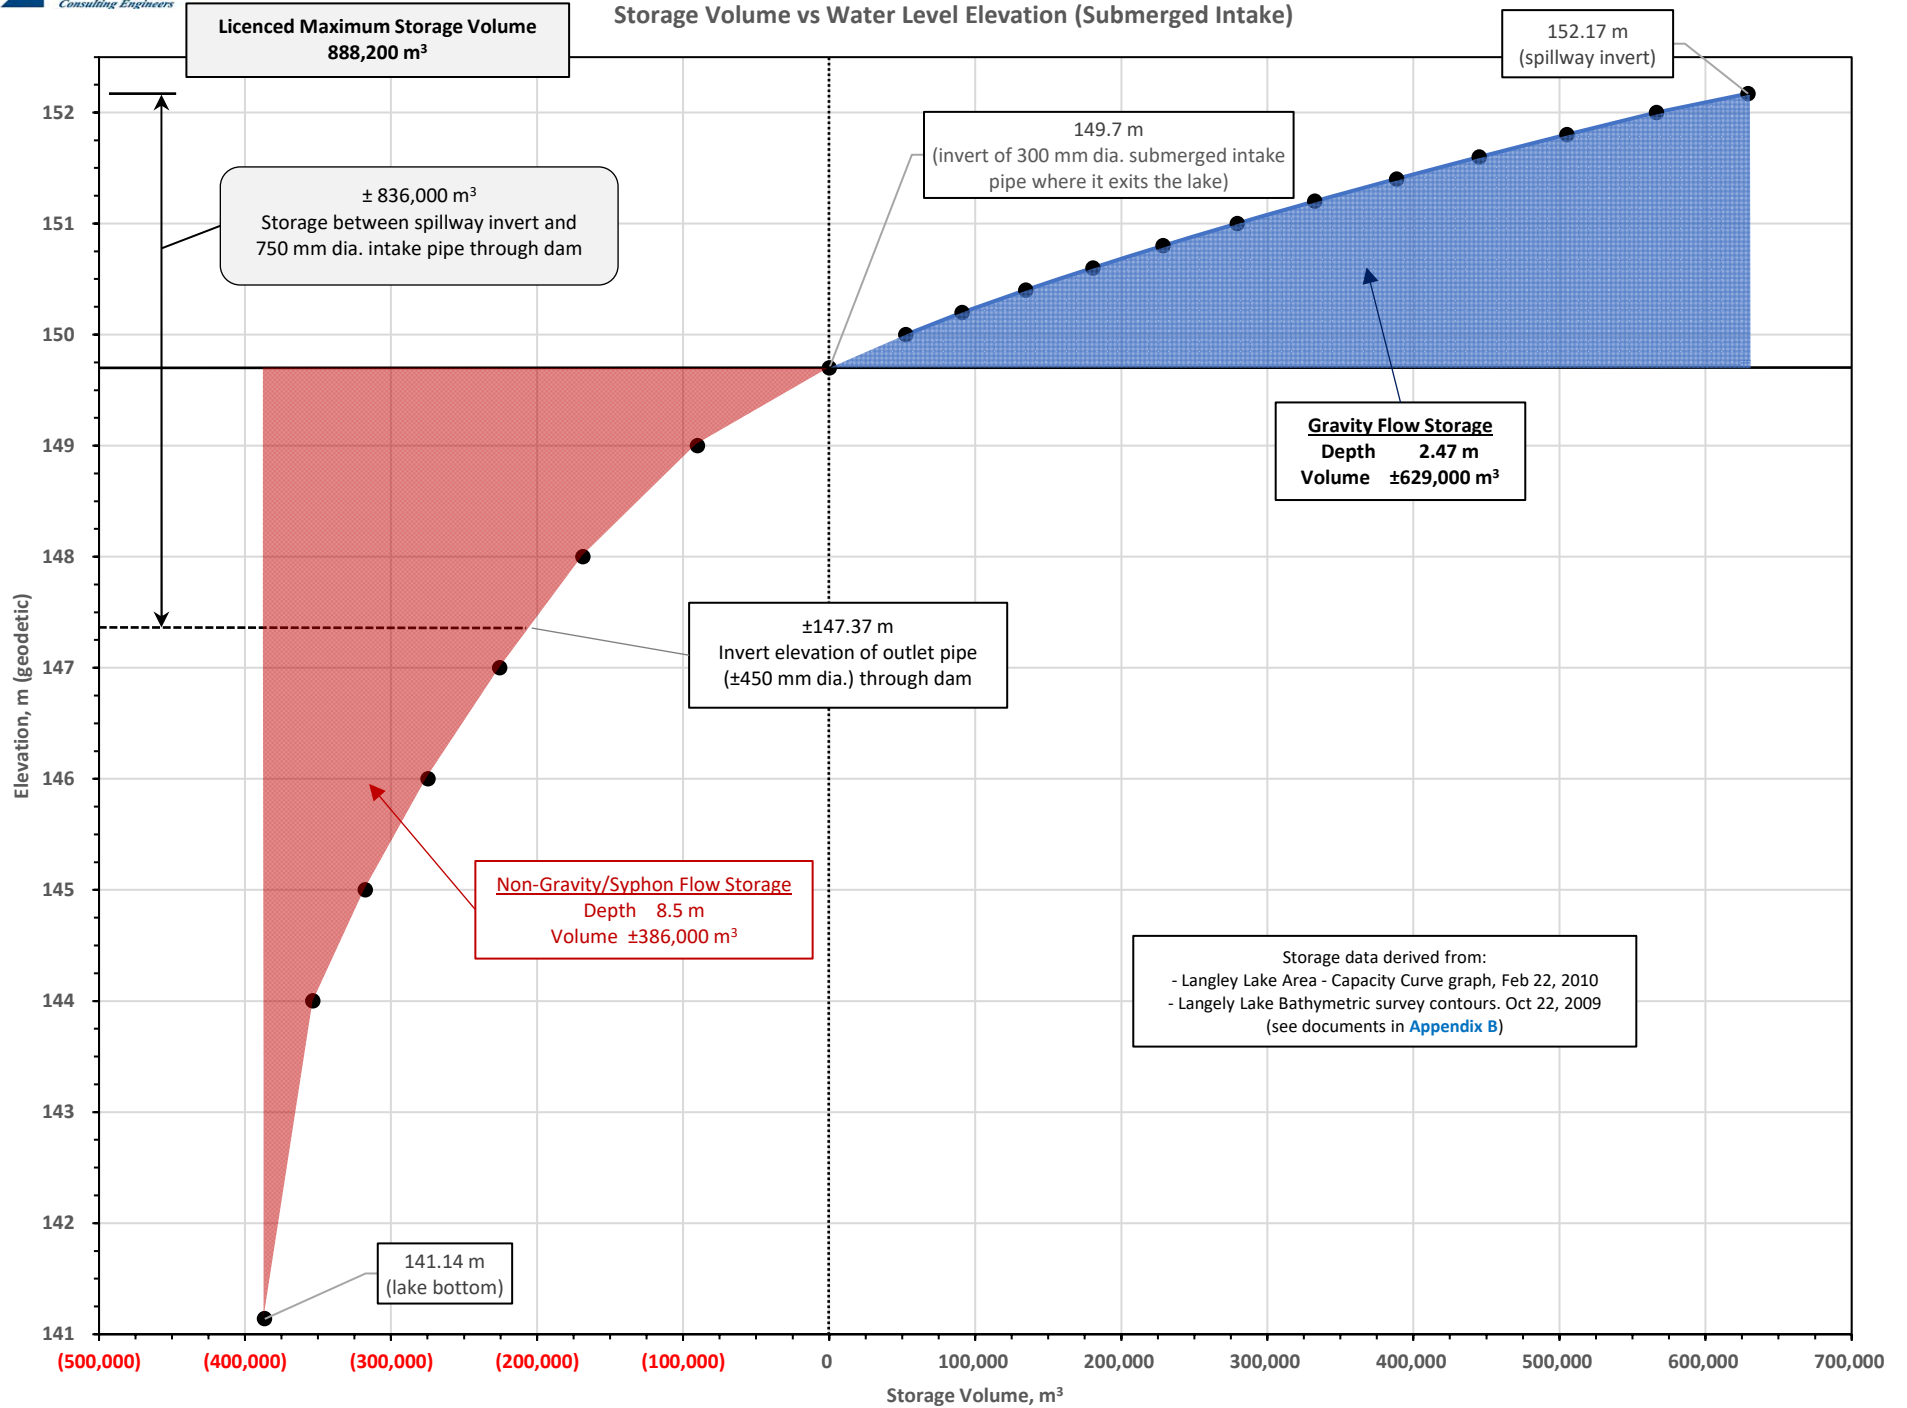 Consulting Engineers
Storage Volume vs Water Level Elevation (Submerged Intake)
Licenced Maximum Storage Volume
888,200 m³
152.17 m
(spillway invert)
149.7 m
(invert of 300 mm dia. submerged intake
pipe where it exits the lake)
± 836,000 m³
Storage between spillway invert and
750 mm dia. intake pipe through dam
Gravity Flow Storage
Depth 2.47 m
Volume ±629,000 m³
±147.37 m
Invert elevation of outlet pipe
(±450 mm dia.) through dam
Non-Gravity/Syphon Flow Storage
Depth 8.5 m
Volume ±386,000 m³
Storage data derived from:
- Langley Lake Area - Capacity Curve graph, Feb 22, 2010
- Langely Lake Bathymetric survey contours. Oct 22, 2009
(see documents in Appendix B)
141.14 m
(lake bottom)
Elevation, m (geodetic)
152
151
150
149
148
147
146
145
144
143
142
141
(500,000) (400,000) (300,000) (200,000) (100,000) 0 100,000 200,000 300,000 400,000 500,000 600,000 700,000
Storage Volume, m³